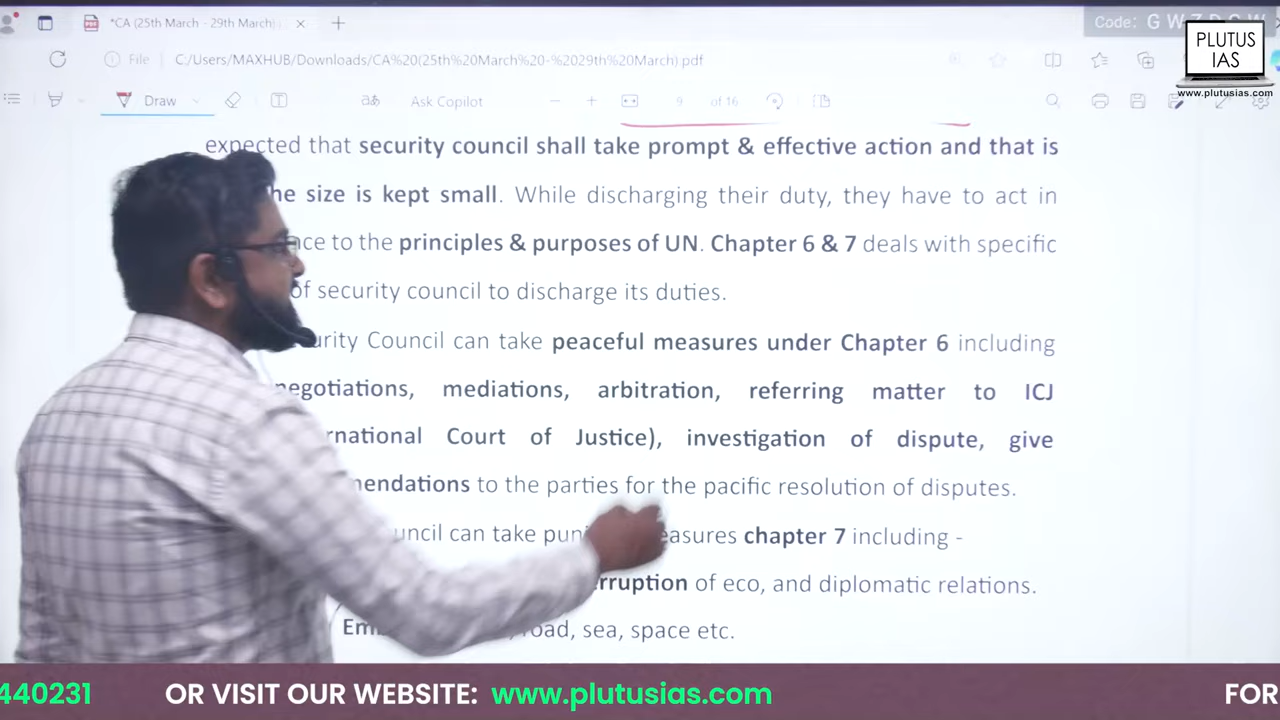 *CA (25th March - 29th March)
Code: G W Z D S W
PLUTUS
IAS
www.plutusias.com
File C:/Users/MAXHUB/Downloads/CA%20(25th%20March%20-%2029th%20March).pdf
Draw Ask Copilot 9 of 16
expected that security council shall take prompt & effective action and that is
he size is kept small. While discharging their duty, they have to act in
nce to the principles & purposes of UN. Chapter 6 & 7 deals with specific
of security council to discharge its duties.
urity Council can take peaceful measures under Chapter 6 including
negotiations, mediations, arbitration, referring matter to ICJ
rnational Court of Justice), investigation of dispute, give
mendations to the parties for the pacific resolution of disputes.
uncil can take puni easures chapter 7 including -
rruption of eco, and diplomatic relations.
Em road, sea, space etc.
440231 OR VISIT OUR WEBSITE: www.plutusias.com FOR